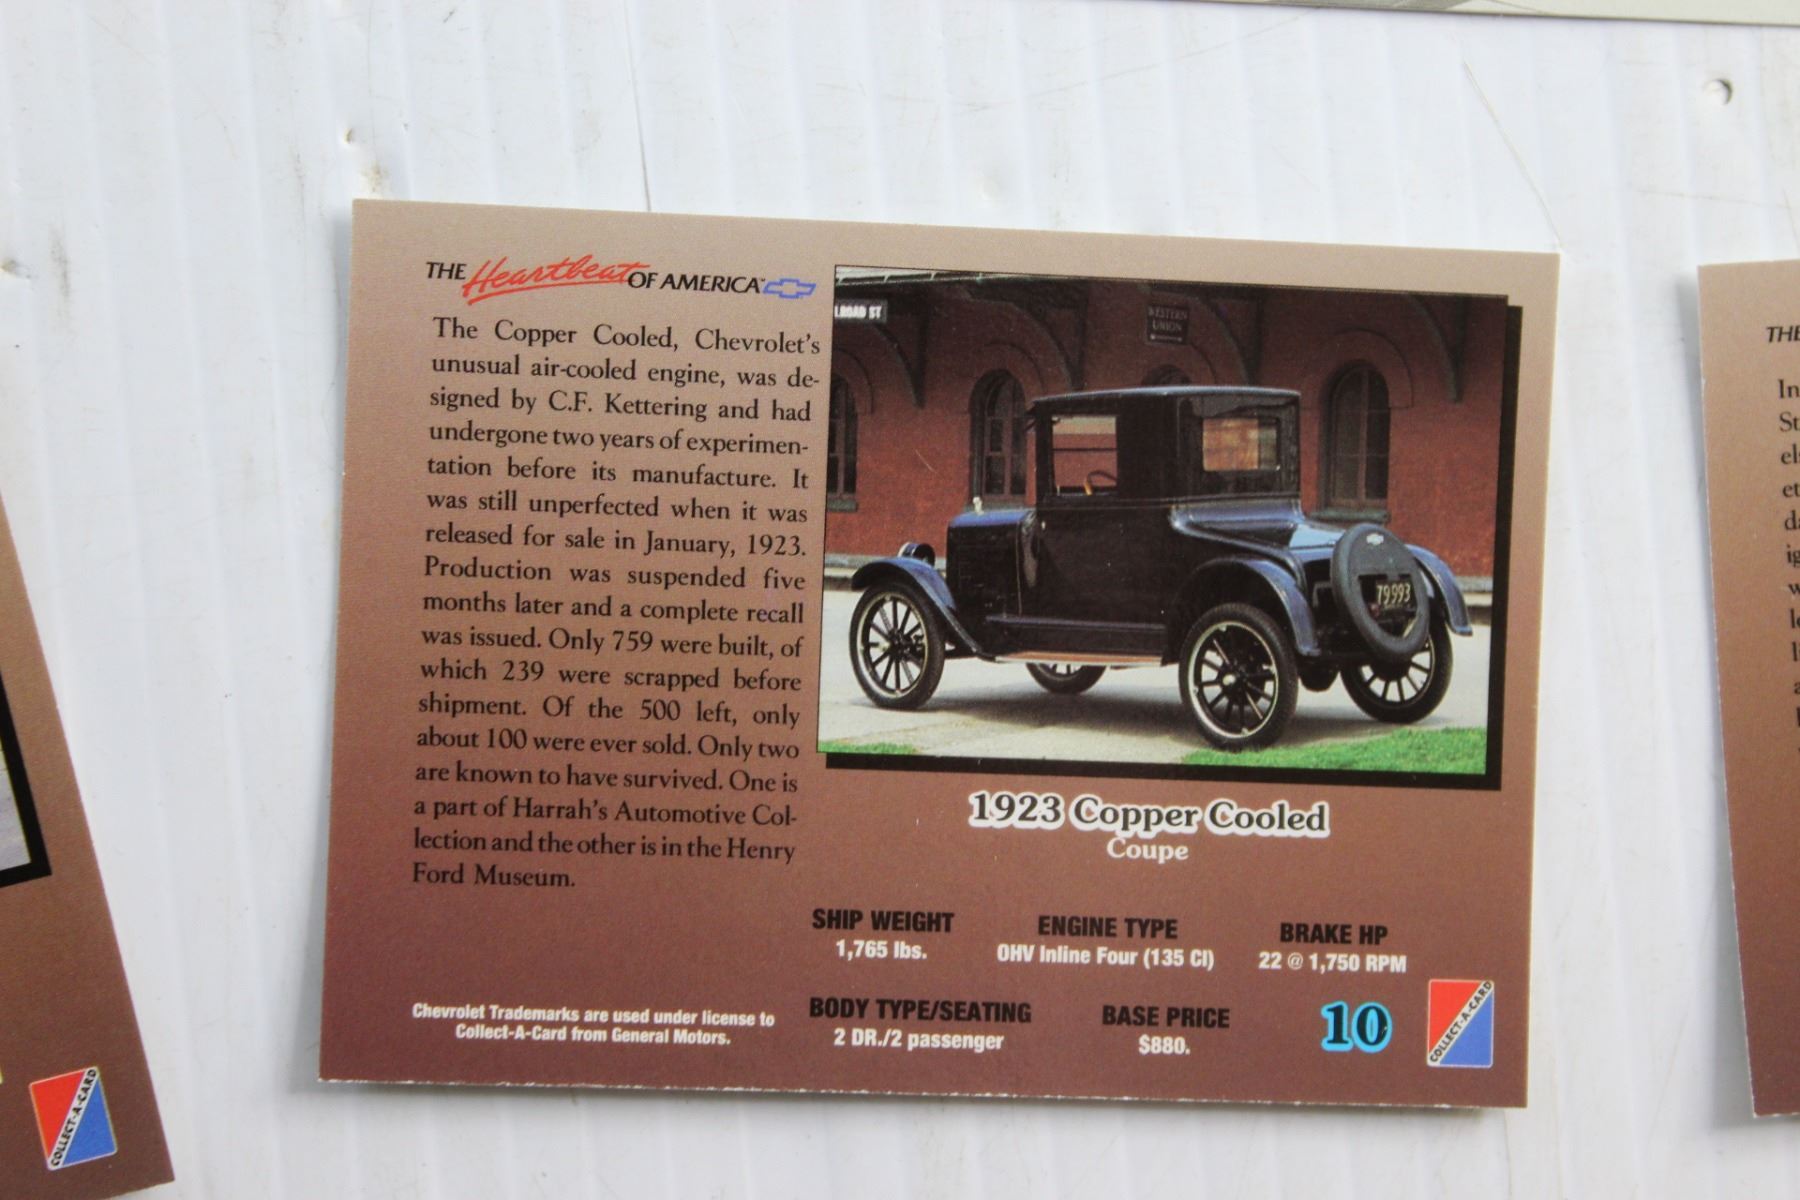 THE Heartbeat OF AMERICA™
The Copper Cooled, Chevrolet's
unusual air-cooled engine, was de-
signed by C.F. Kettering and had
undergone two years of experimen-
tation before its manufacture. It
was still unperfected when it was
released for sale in January, 1923.
Production was suspended five
months later and a complete recall
was issued. Only 759 were built, of
which 239 were scrapped before
shipment. Of the 500 left, only
about 100 were ever sold. Only two
are known to have survived. One is
a part of Harrah's Automotive Col-
lection and the other is in the Henry
Ford Museum.
Chevrolet Trademarks are used under license to
Collect-A-Card from General Motors.
ROAD ST
WESTERN
UNION
79993
1923 Copper Cooled
Coupe
SHIP WEIGHT
1,765 lbs.
ENGINE TYPE
OHV Inline Four (135 CI)
BRAKE HP
22 @ 1,750 RPM
BODY TYPE/SEATING
2 DR./2 passenger
BASE PRICE
$880.
10
COLLECT-A-CARD
COLLECT-A-CARD
THE
In